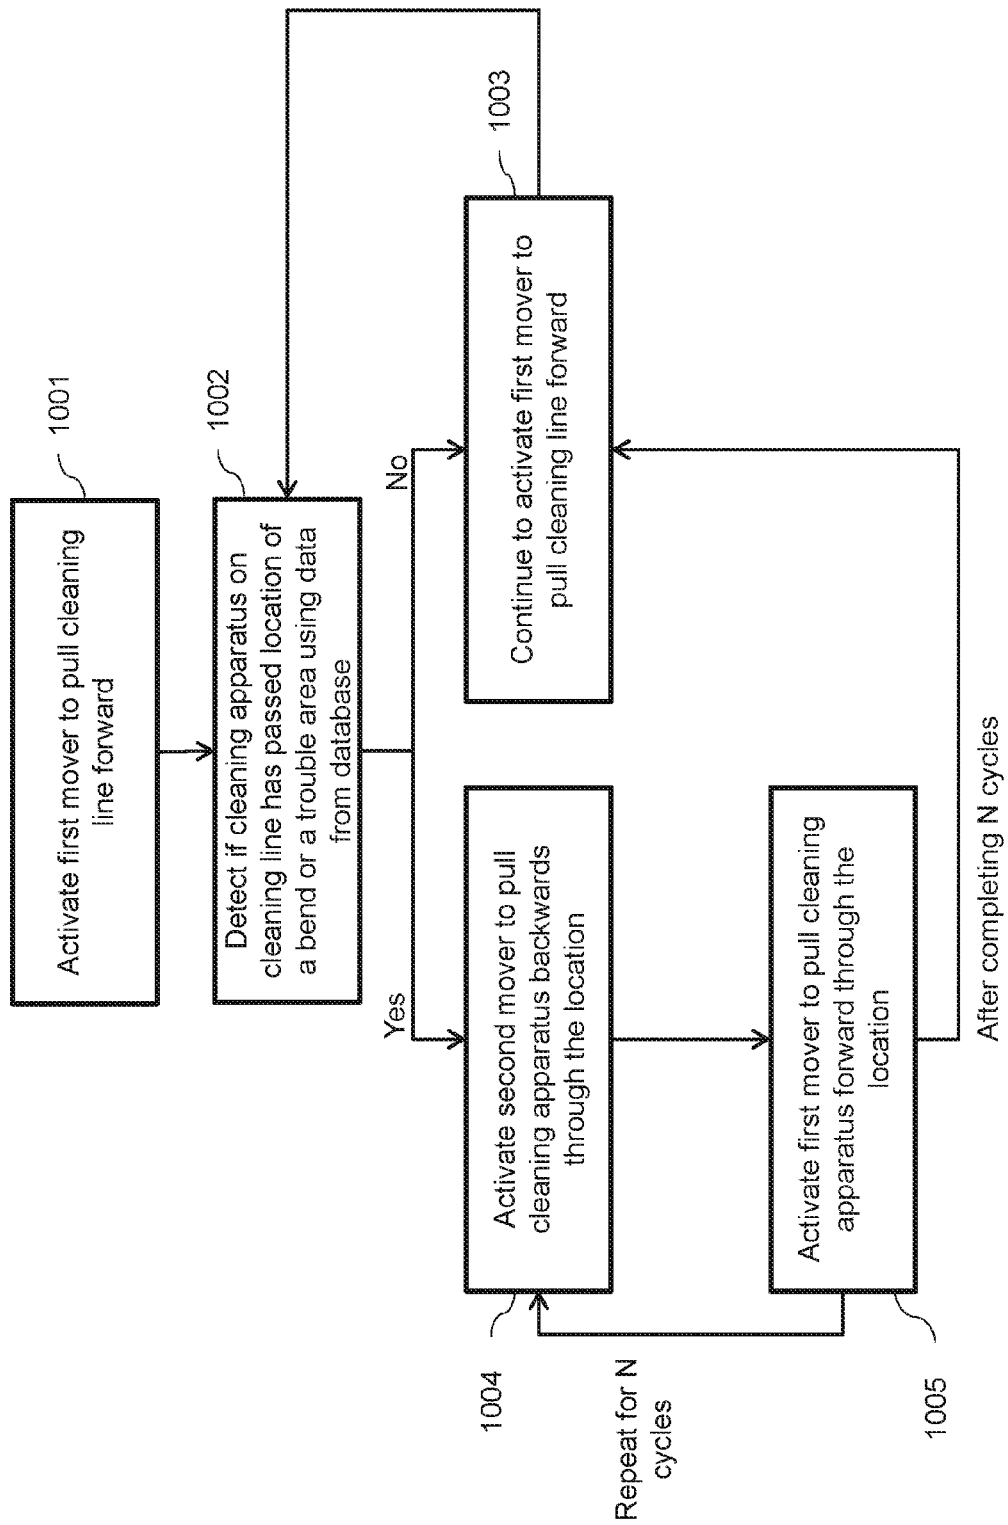 Activate first mover to pull cleaning
line forward
1001
Detect if cleaning apparatus on
cleaning line has passed location of
a bend or a trouble area using data
from database
1002
Yes
No
Activate second mover to pull
cleaning apparatus backwards
through the location
1004
Continue to activate first mover to
pull cleaning line forward
1003
Repeat for N
cycles
Activate first mover to pull cleaning
apparatus forward through the
location
1005
After completing N cycles